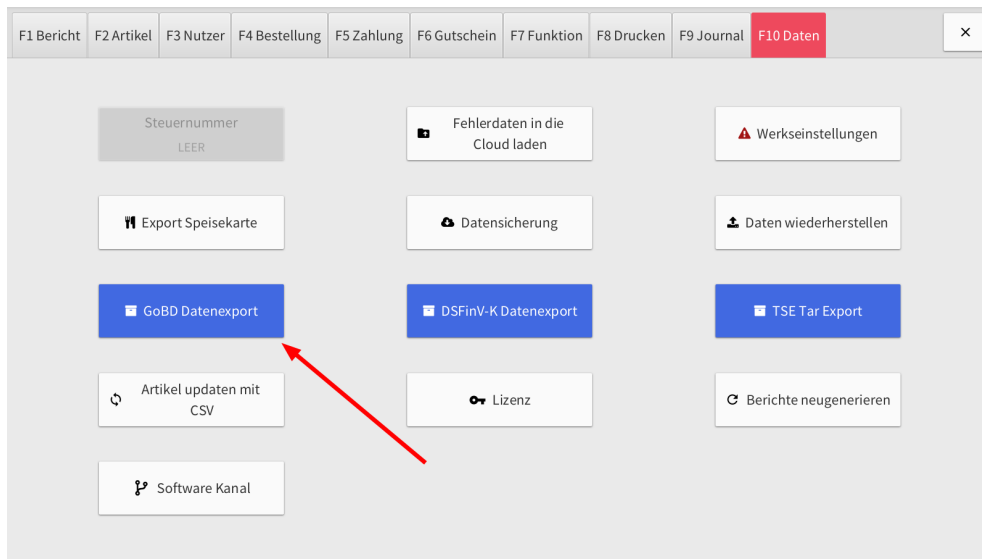 F1 Bericht
F2 Artikel
F3 Nutzer
F4 Bestellung
F5 Zahlung
F6 Gutschein
F7 Funktion
F8 Drucken
F9 Journal
F10 Daten
Steuernummer
LEER
Fehlerdaten in die
Cloud laden
Werkseinstellungen
Export Speisekarte
Datensicherung
Daten wiederherstellen
GoBD Datenexport
DSFinV-K Datenexport
TSE Tar Export
Artikel updaten mit
CSV
Lizenz
Berichte neugenerieren
Software Kanal